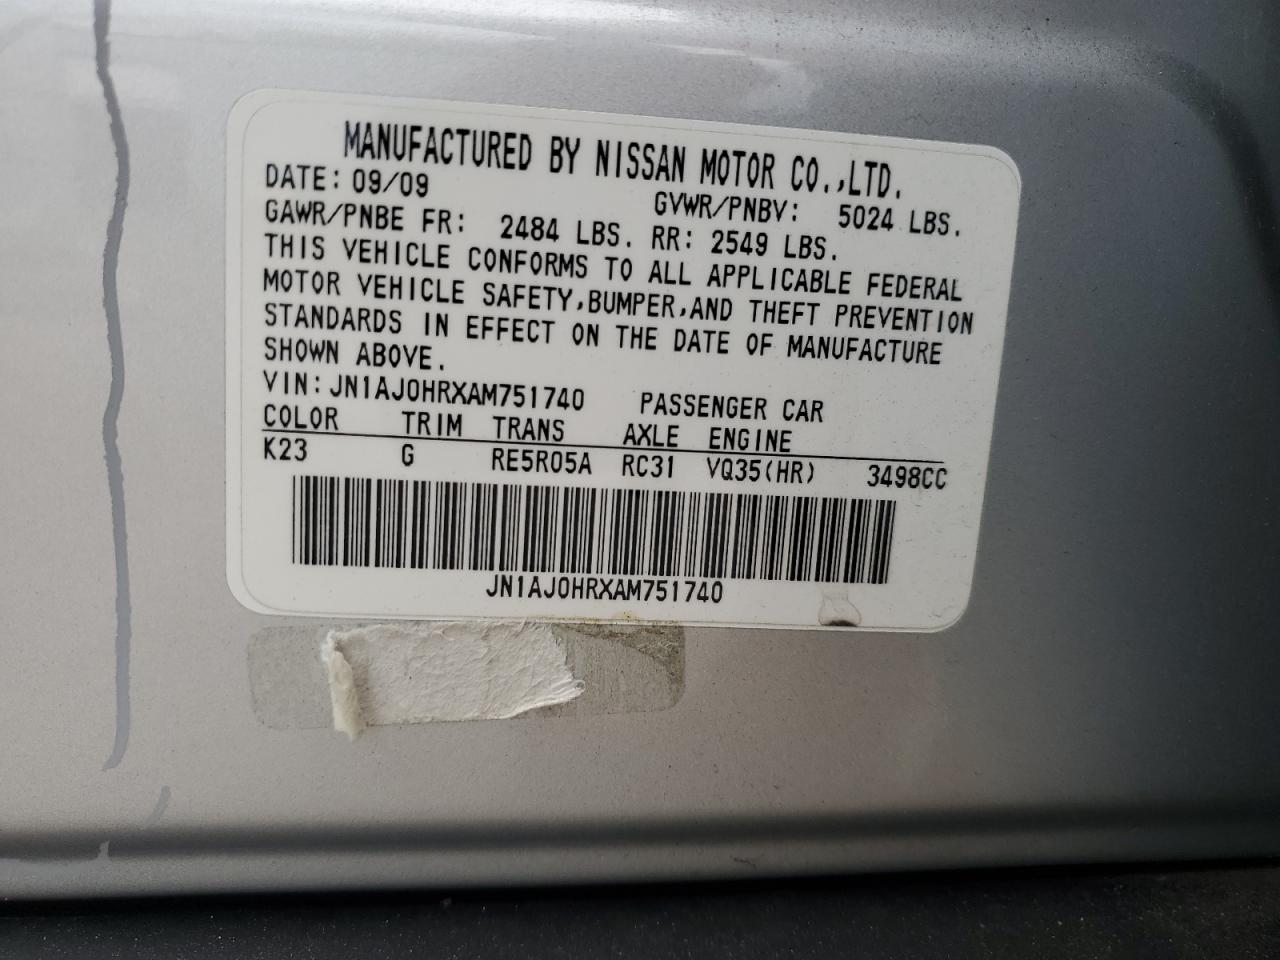 MANUFACTURED BY NISSAN MOTOR CO.,LTD.
DATE: 09/09 GVWR/PNBV: 5024 LBS.
GAWR/PNBE FR: 2484 LBS. RR: 2549 LBS.
THIS VEHICLE CONFORMS TO ALL APPLICABLE FEDERAL
MOTOR VEHICLE SAFETY,BUMPER,AND THEFT PREVENTION
STANDARDS IN EFFECT ON THE DATE OF MANUFACTURE
SHOWN ABOVE.
VIN: JN1AJ0HRXAM751740 PASSENGER CAR
COLOR TRIM TRANS AXLE ENGINE
K23 G RE5R05A RC31 VQ35(HR) 3498CC
JN1AJ0HRXAM751740